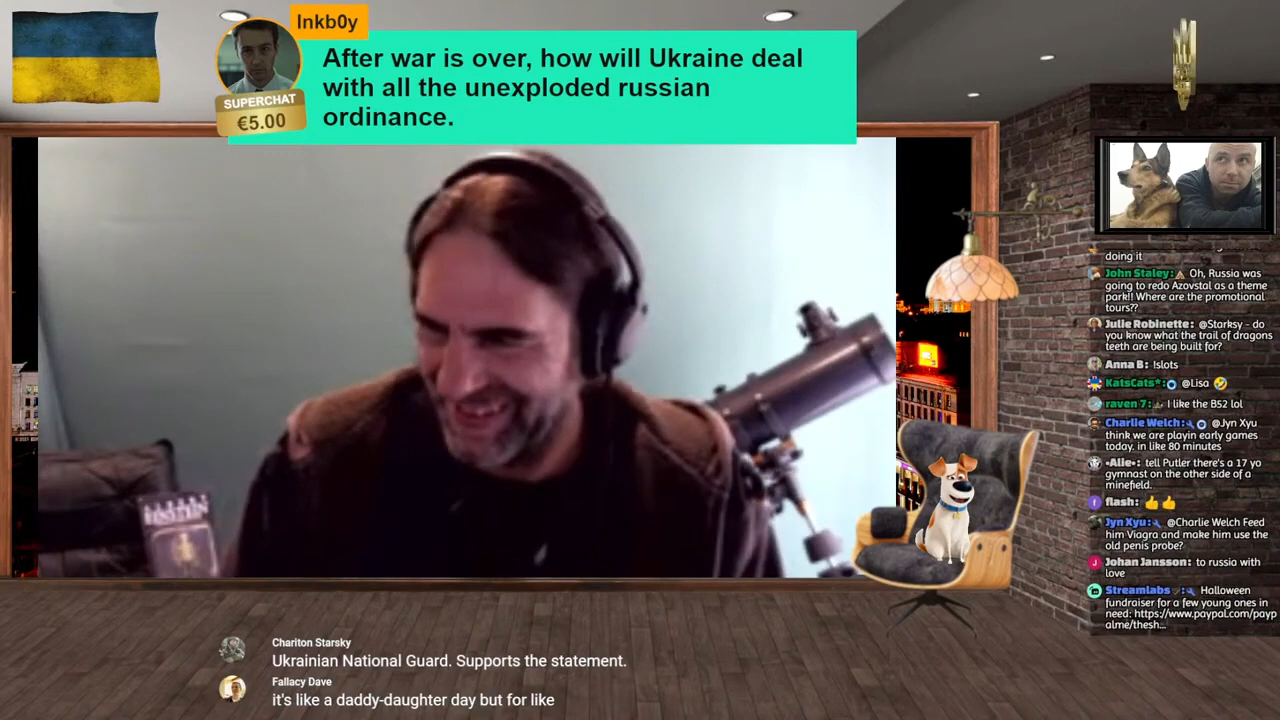 Inkb0y
After war is over, how will Ukraine deal
with all the unexploded russian
ordinance.
SUPERCHAT
€5.00
doing it
John Staley: Oh, Russia was
going to redo Azovstal as a theme
park!! Where are the promotional
tours??
Julie Robinette: @Starksy - do
you know what the trail of dragons
teeth are being built for?
Anna B: !slots
KatsCats*: @Lisa 🤣
raven 7: I like the B52 lol
Charlie Welch: @Jyn Xyu
think we are playin early games
today. in like 80 minutes
-Alie-: tell Putler there's a 17 yo
gymnast on the other side of a
minefield.
flash: 👍👍
Jyn Xyu: @Charlie Welch Feed
him Viagra and make him use the
old penis probe?
Johan Jansson: to russia with
love
Streamlabs: Halloween
fundraiser for a few young ones in
need: https://www.paypal.com/payp
alme/thesh...
Chariton Starsky
Ukrainian National Guard. Supports the statement.
Fallacy Dave
it's like a daddy-daughter day but for like